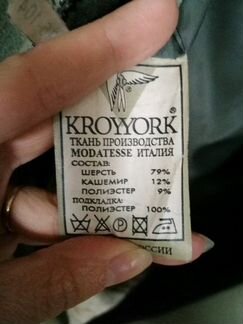 ®
KROYYORK ®
ТКАНЬ ПРОИЗВОДСТВА
MODATESSE ИТАЛИЯ
СОСТАВ:
ШЕРСТЬ 79%
КАШЕМИР 12%
ПОЛИЭСТЕР 9%
ПОДКЛАДКА:
ПОЛИЭСТЕР 100%
P